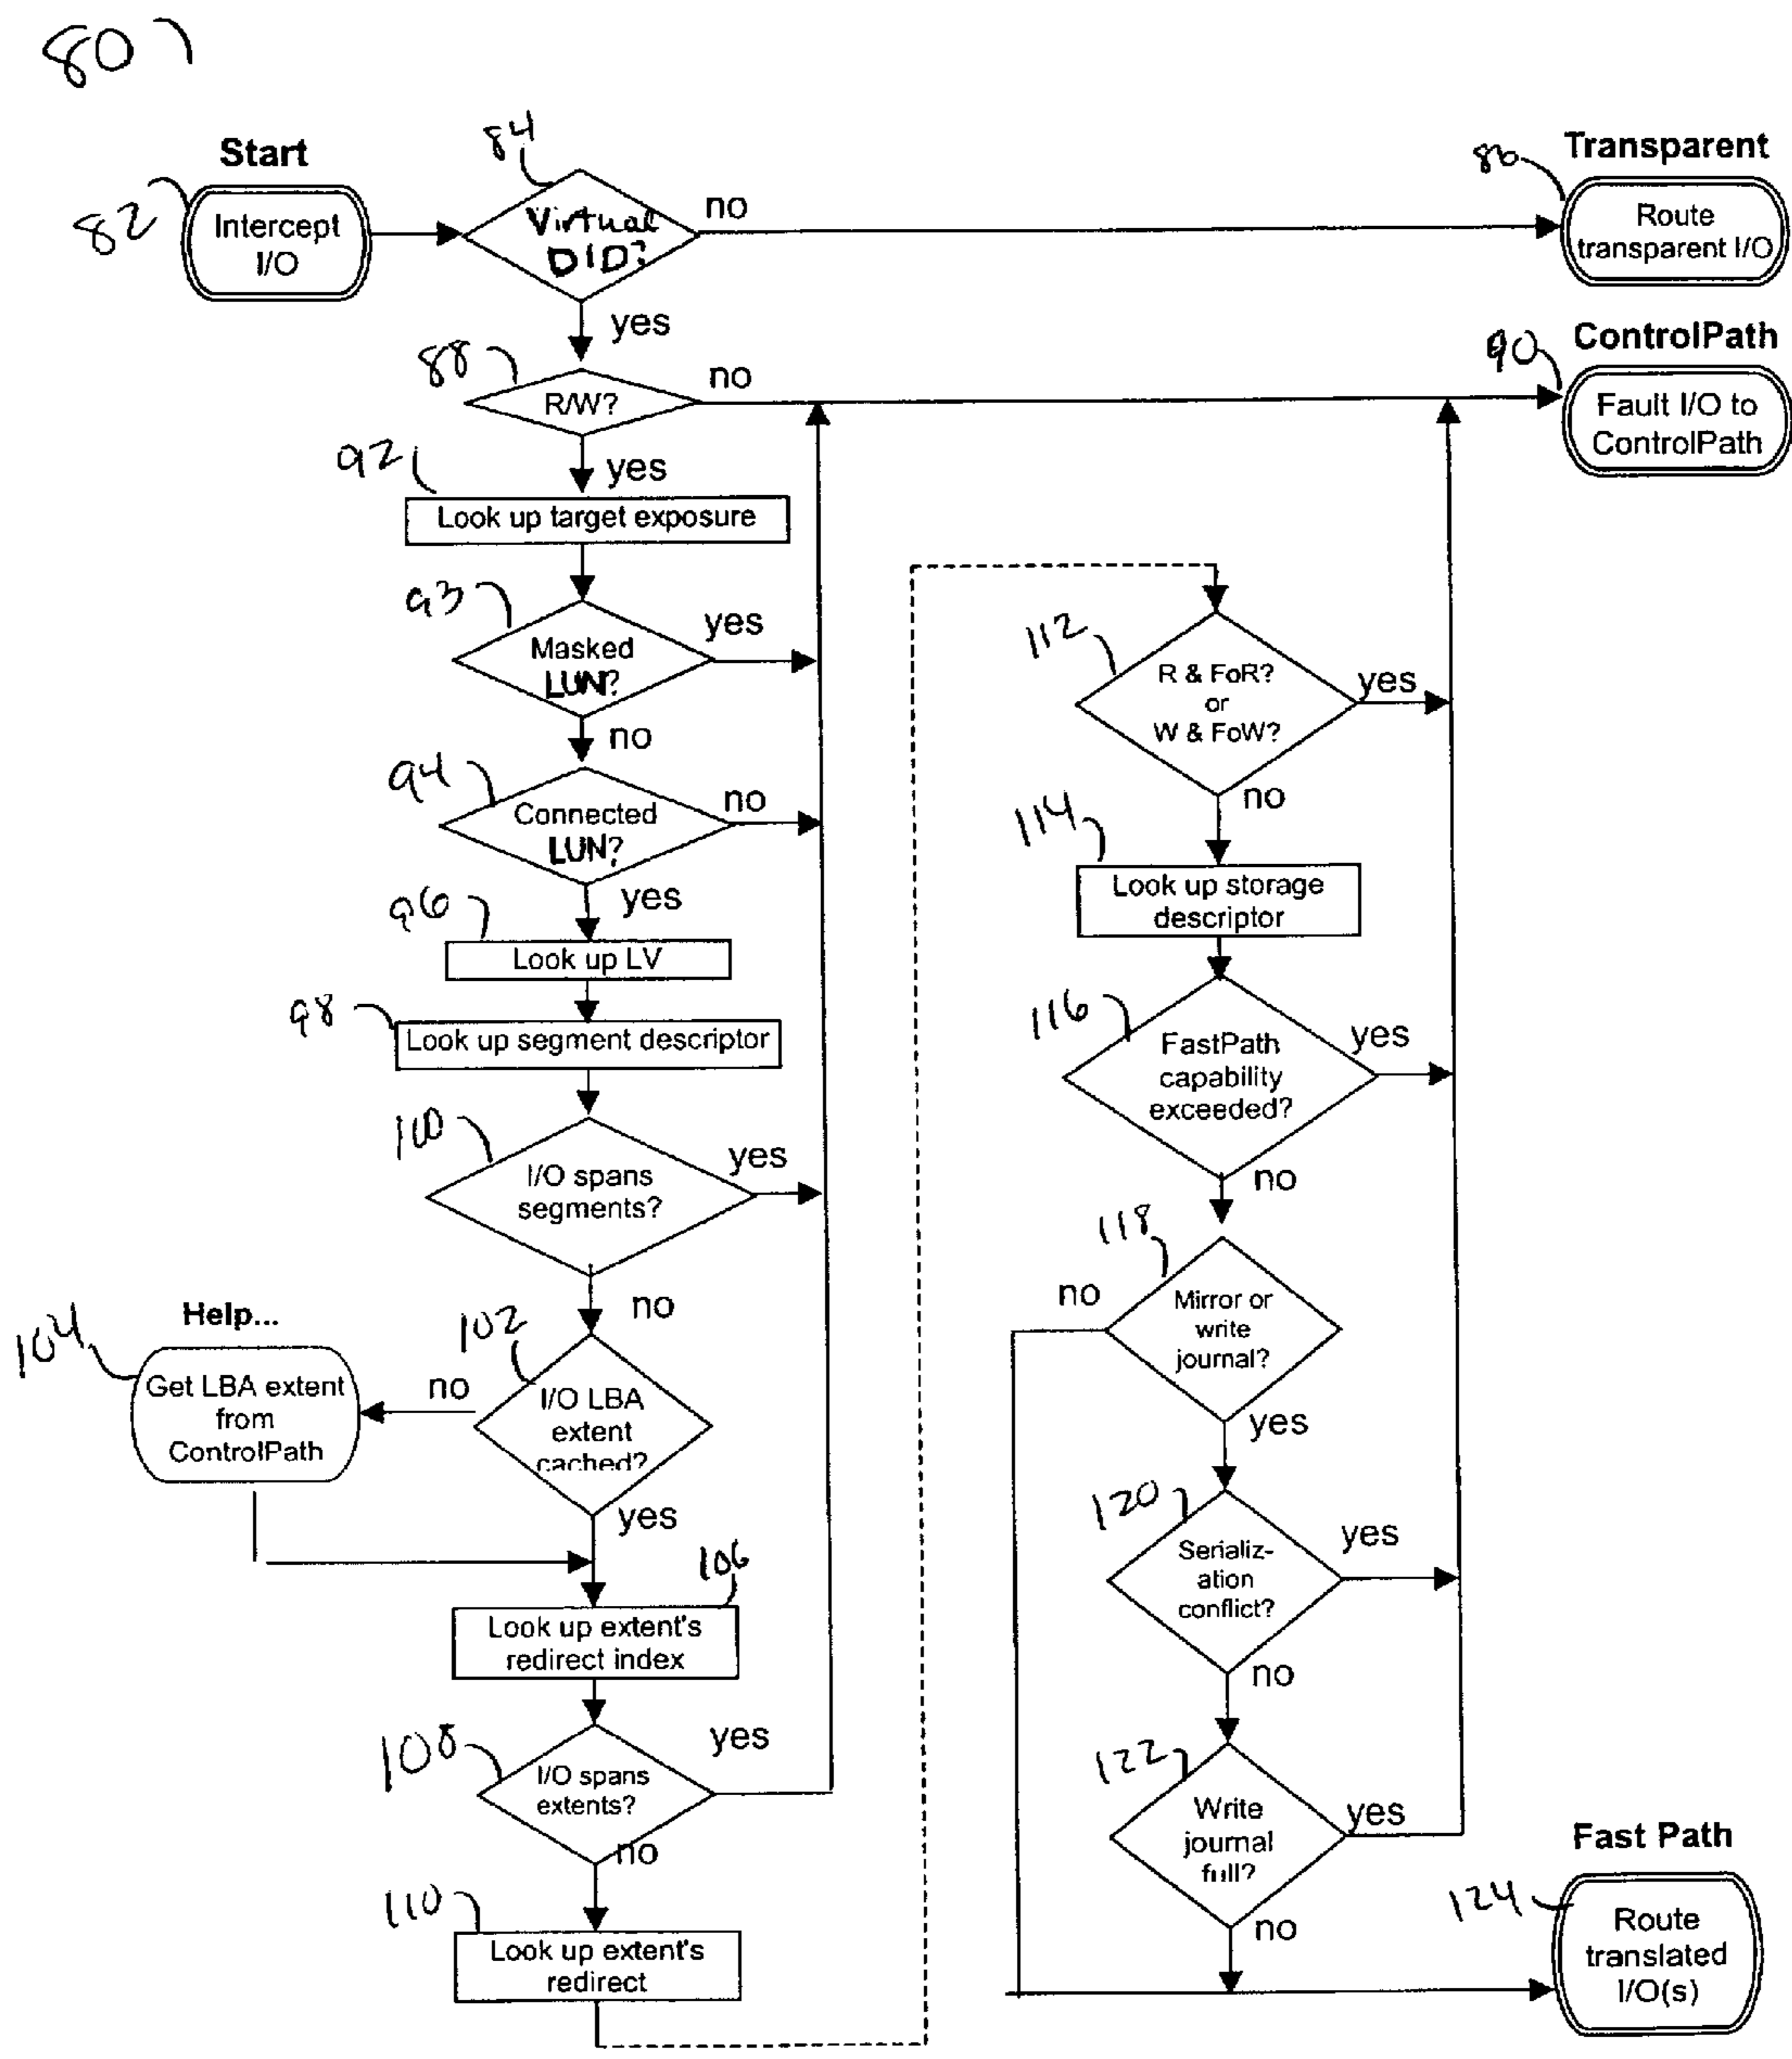 80
Start
82
Intercept
I/O
84
Virtual
DID?
no
yes
86
Transparent
Route
transparent I/O
88
R/W?
no
yes
90
ControlPath
Fault I/O to
ControlPath
92
Look up target exposure
93
Masked
LUN?
yes
no
94
Connected
LUN?
no
yes
96
Look up LV
98
Look up segment descriptor
100
I/O spans
segments?
yes
no
102
I/O LBA
extent
cached?
no
yes
Help...
104
Get LBA extent
from
ControlPath
106
Look up extent's
redirect index
108
I/O spans
extents?
yes
no
110
Look up extent's
redirect
112
R & FoR?
or
W & FoW?
yes
no
114
Look up storage
descriptor
116
FastPath
capability
exceeded?
yes
no
118
Mirror or
write
journal?
no
yes
120
Serializ-
ation
conflict?
yes
no
122
Write
journal
full?
yes
no
Fast Path
124
Route
translated
I/O(s)